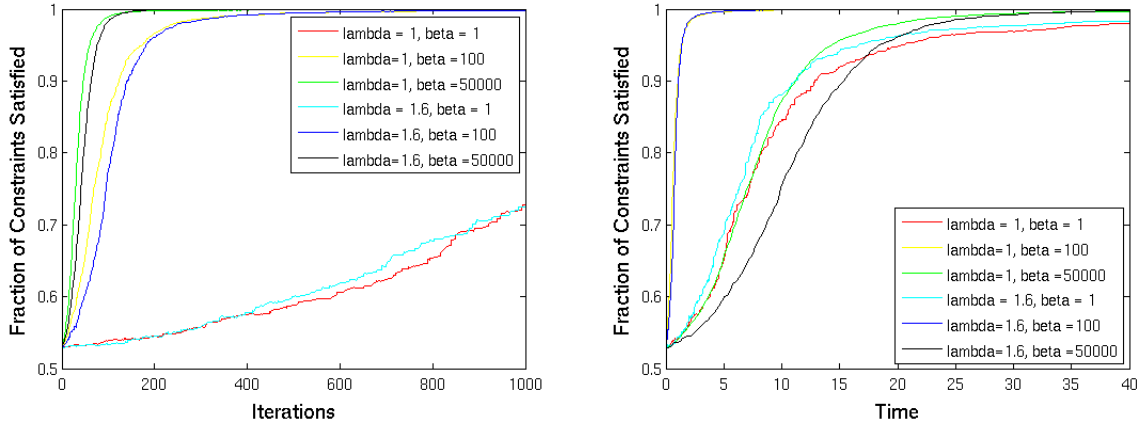 Fraction of Constraints Satisfied
1
0.9
0.8
0.7
0.6
0.5
lambda = 1, beta = 1
lambda=1, beta =100
lambda=1, beta =50000
lambda = 1.6, beta = 1
lambda=1.6, beta =100
lambda=1.6, beta =50000
0 200 400 600 800 1000
Iterations
Fraction of Constraints Satisfied
1
0.9
0.8
0.7
0.6
0.5
lambda = 1, beta = 1
lambda=1, beta =100
lambda=1, beta =50000
lambda = 1.6, beta = 1
lambda=1.6, beta =100
lambda=1.6, beta =50000
0 5 10 15 20 25 30 35 40
Time